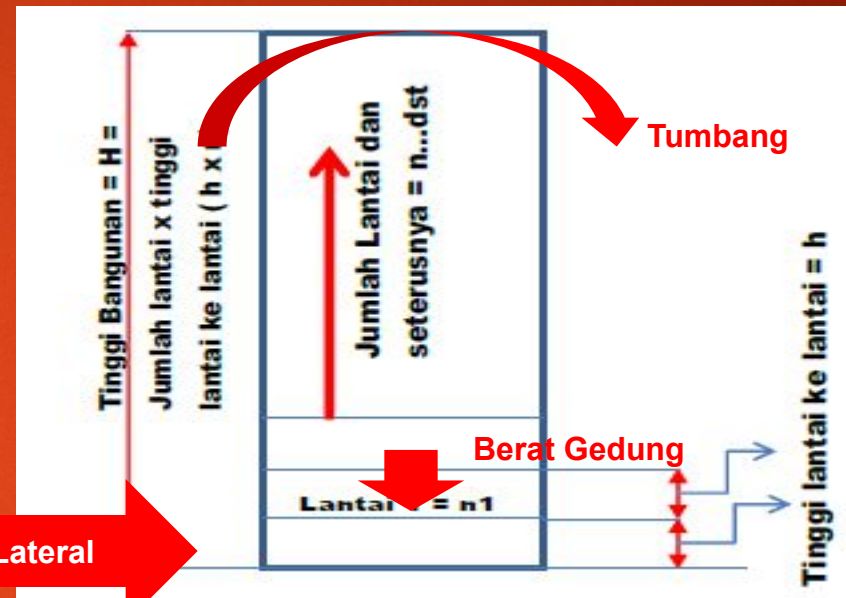 Tinggi Bangunan = H =
Jumlah lantai x tinggi
lantai ke lantai ( h x
Jumlah Lantai dan
seterusnya = n...dst
Tumbang
Berat Gedung
Lantai = n1
Lateral
Tinggi lantai ke lantai = h